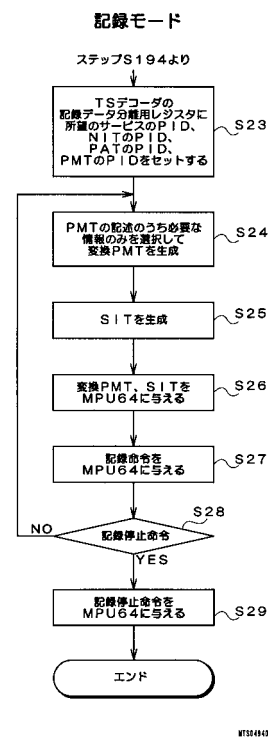 記録モード
ステップS194より
TSデコーダの
記録データ分離用レジスタに
所望のサービスのPID、
NITのPID、
PATのPID、
PMTのPIDをセットする
S23
PMTの記述のうち必要な
情報のみを選択して
変換PMTを生成
S24
SITを生成
S25
変換PMT、SITを
MPU64に与える
S26
記録命令を
MPU64に与える
S27
S28
記録停止命令
NO
YES
記録停止命令を
MPU64に与える
S29
エンド
MTS04940